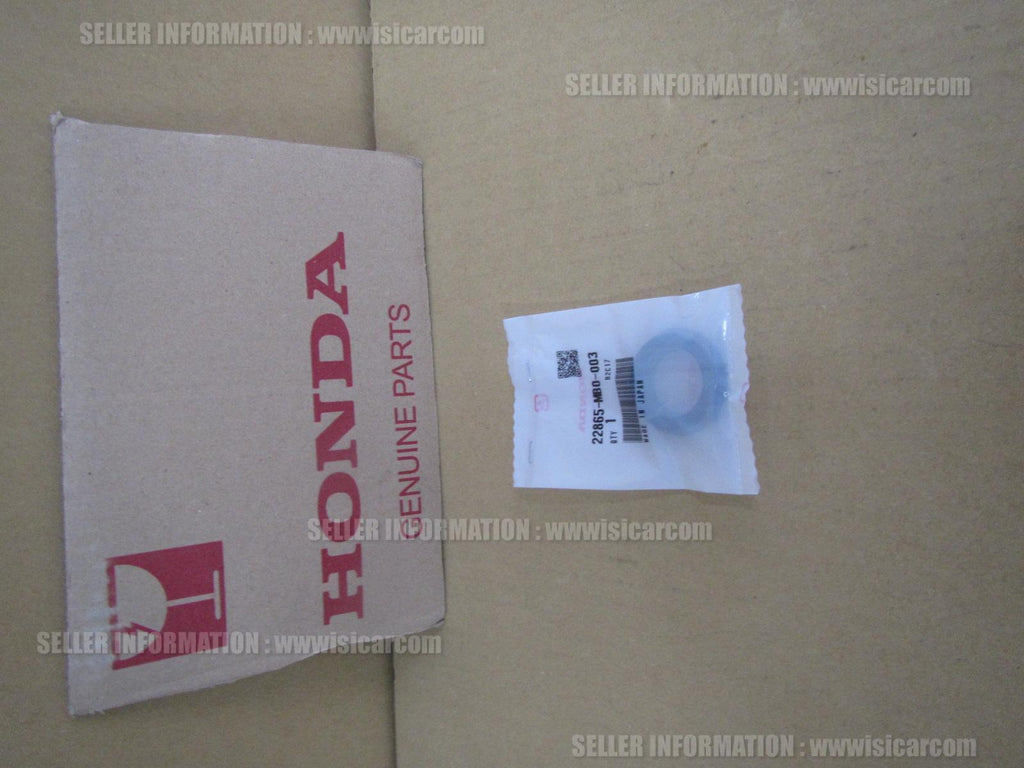 SELLER INFORMATION : wwwisicarcom
SELLER INFORMATION : wwwisicarcom
HONDA
GENUINE PARTS
22865-MB0-003
QTY 1
R2C17
MADE IN JAPAN
SELLER INFORMATION : wwwisicarcom
SELLER INFORMATION : wwwisicarcom
SELLER INFORMATION : wwwisicarcom